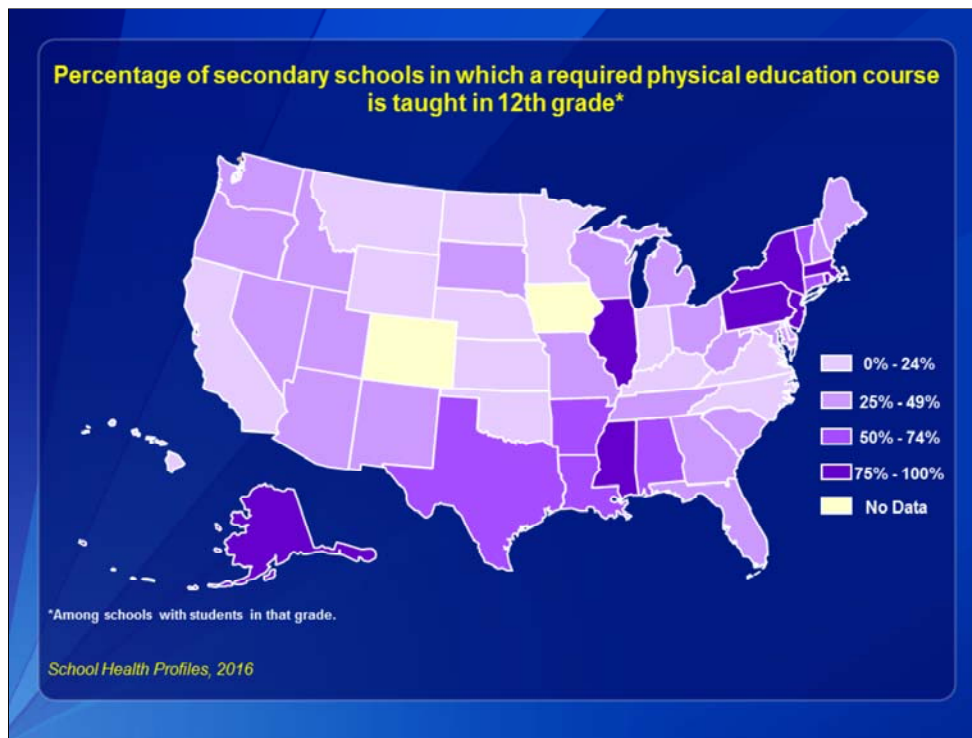 Percentage of secondary schools in which a required physical education course
is taught in 12th grade*
0% - 24%
25% - 49%
50% - 74%
75% - 100%
No Data
*Among schools with students in that grade.
School Health Profiles, 2016